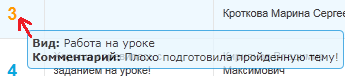 3
Кроткова Марина Сергее
Вид: Работа на уроке
Комментарий: Плохо подготовила пройденную тему!
4
заданием на уроке!
Максимович